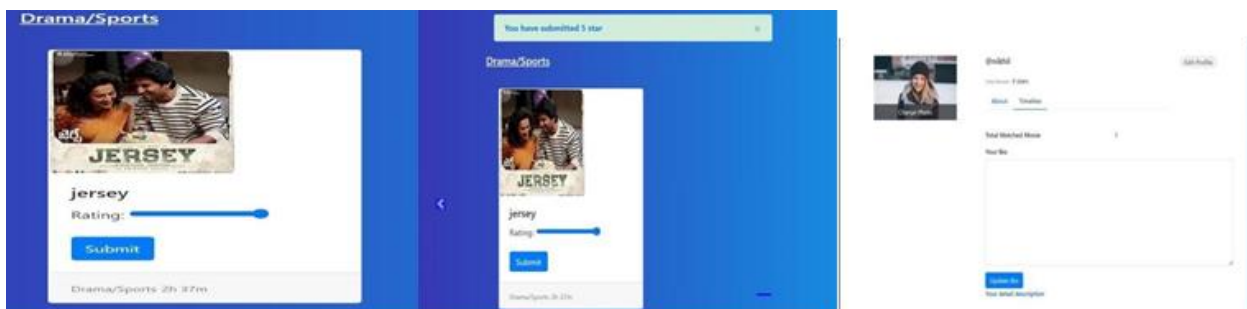 Drama/Sports
జెర్సీ
JERSEY
jersey
Rating:
Submit
Drama/Sports 2h 37m
You have submitted 5 star
×
Drama/Sports
JERSEY
jersey
Rating:
Submit
Drama/Sports 2h 37m
Change Photo
Edit Profile
About Timeline
Total Watched Movie 1
Your Bio
Update Bio
Your detail description